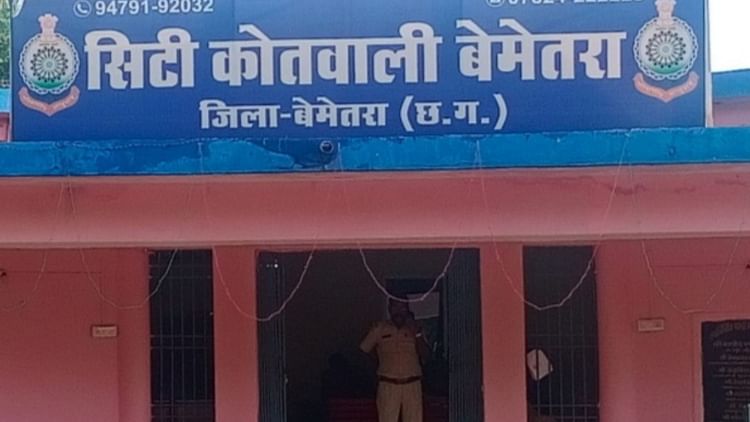 94791-92032
सिटी कोतवाली बेमेतरा
जिला-बेमेतरा (छ.ग.)